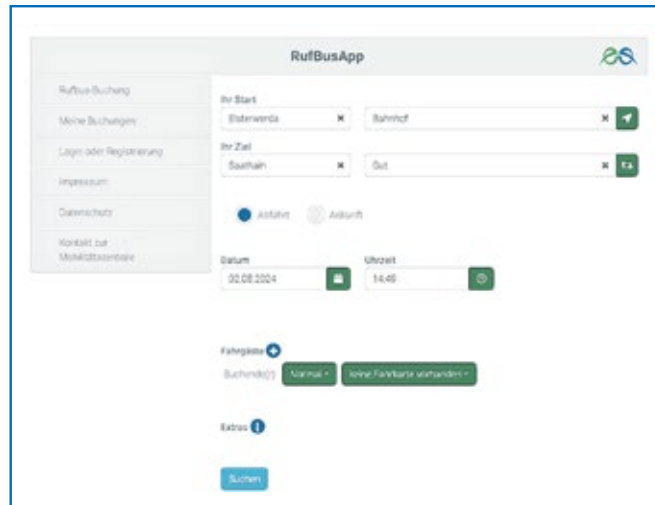 RufBusApp
Rufbus-Buchung
Meine Buchungen
Login oder Registrierung
Impressum
Datenschutz
Kontakt zur
Mobilitätszentrale
Ihr Start
Elsterwerda
Bahnhof
Ihr Ziel
Saathain
Gut
Abfahrt Ankunft
Datum Uhrzeit
02.08.2024 14:49
Fahrgäste
Buchende(r) Normal keine Fahrkarte vorhanden
Extras
Suchen